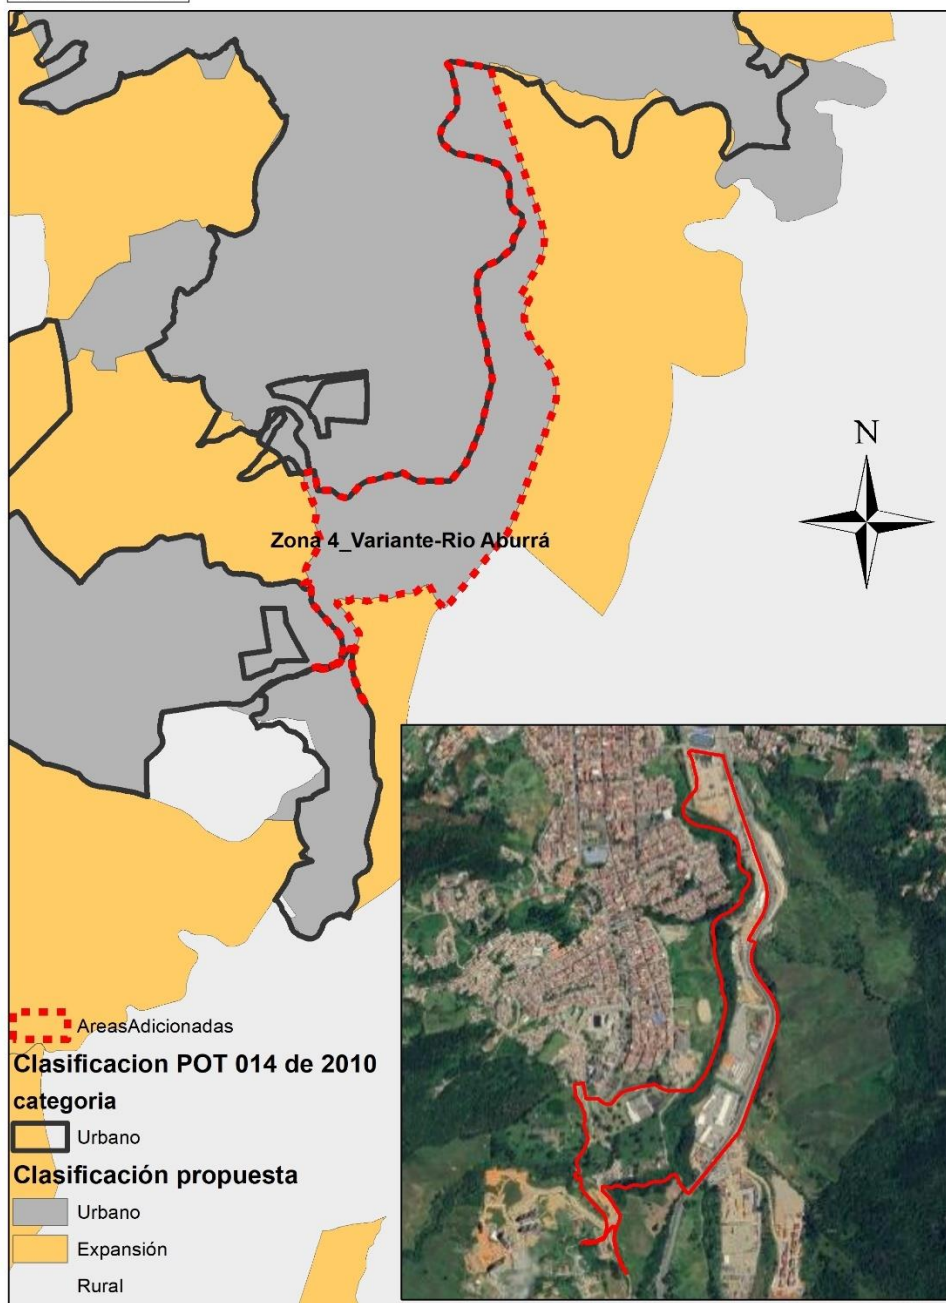 N
Zona 4_Variante-Rio Aburrá
AreasAdicionadas
Clasificacion POT 014 de 2010
categoria
Urbano
Clasificación propuesta
Urbano
Expansión
Rural